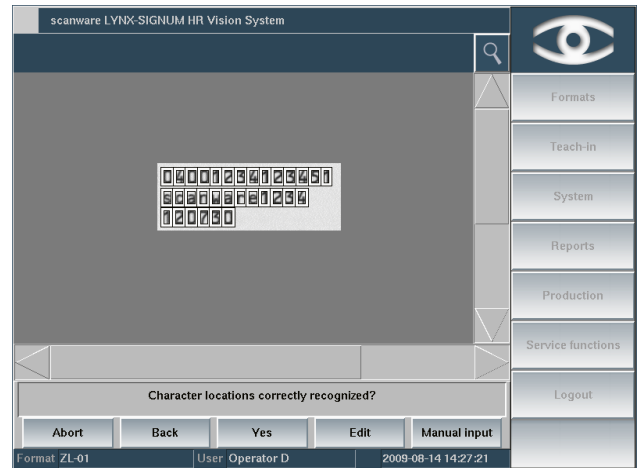 scanware LYNX-SIGNUM HR Vision System
04001234123451
scanware1234
120730
Character locations correctly recognized?
Abort Back Yes Edit Manual input
Format ZL-01 User Operator D 2009-08-14 14:27:21
Formats
Teach-in
System
Reports
Production
Service functions
Logout